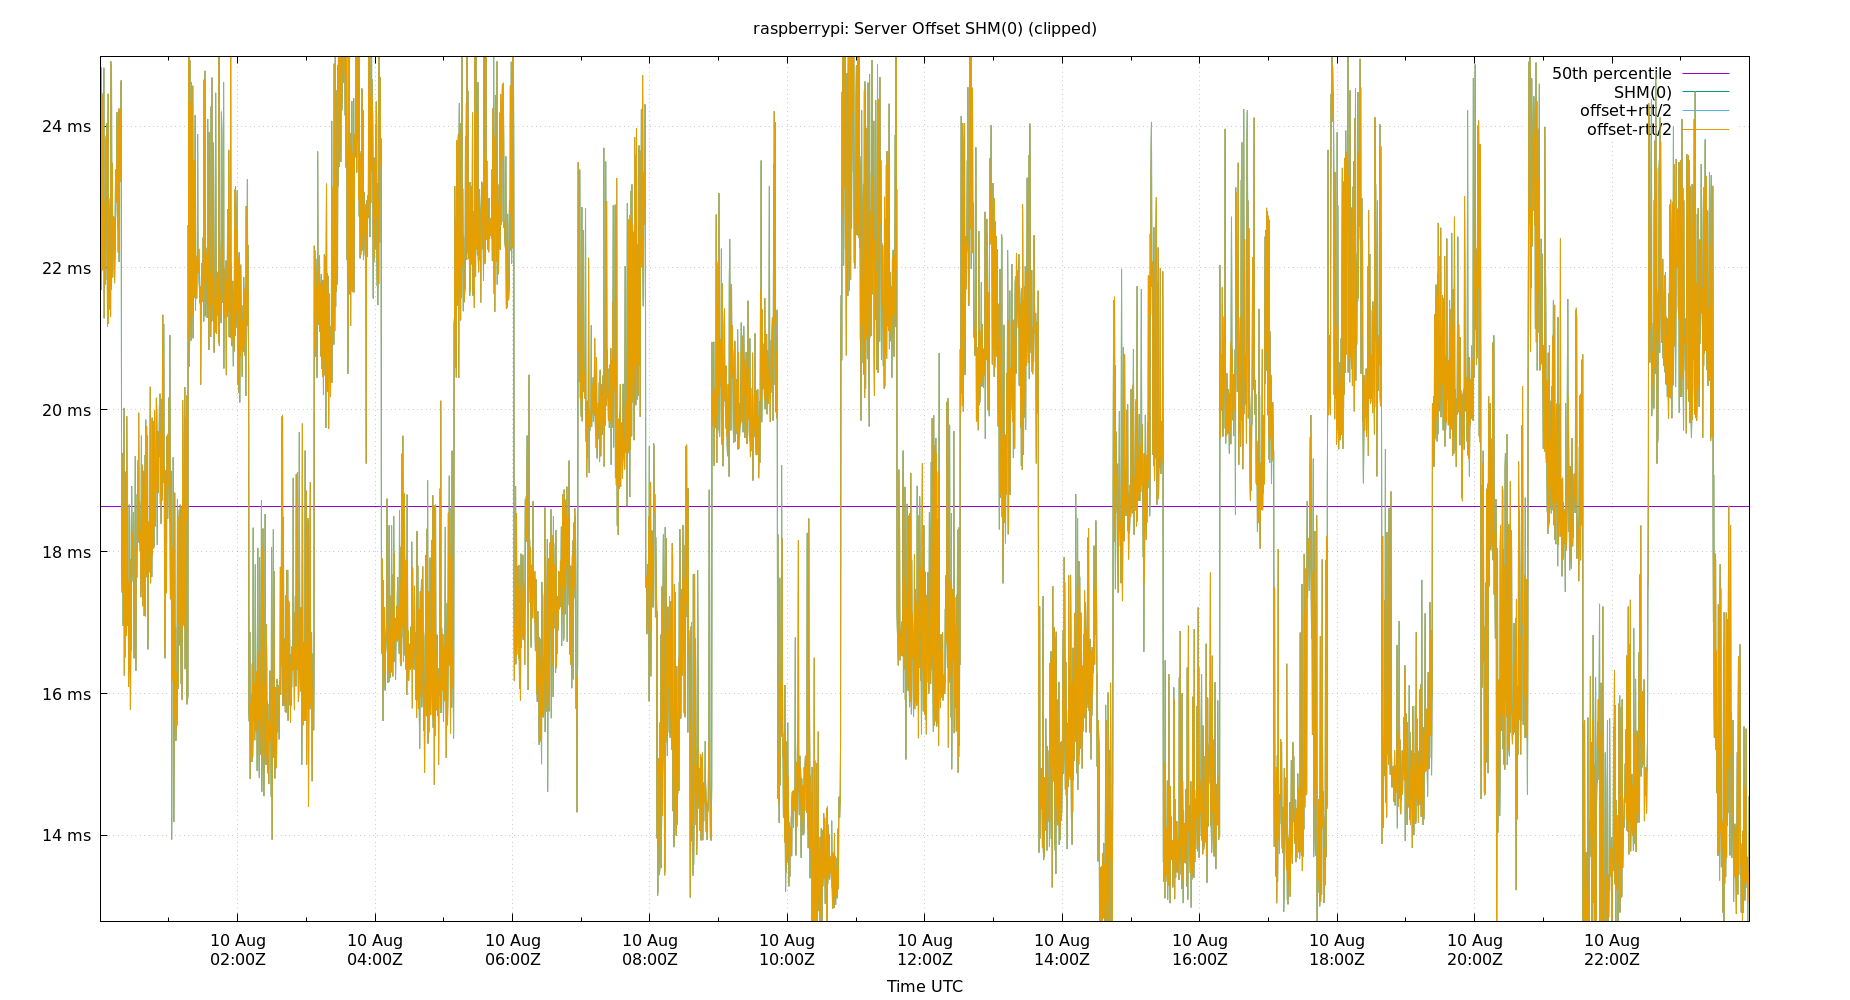 raspberrypi: Server Offset SHM(0) (clipped)
50th percentile
SHM(0)
offset+rtt/2
offset-rtt/2
24 ms
22 ms
20 ms
18 ms
16 ms
14 ms
10 Aug 10 Aug 10 Aug 10 Aug 10 Aug 10 Aug 10 Aug 10 Aug 10 Aug 10 Aug 10 Aug
02:00Z 04:00Z 06:00Z 08:00Z 10:00Z 12:00Z 14:00Z 16:00Z 18:00Z 20:00Z 22:00Z
Time UTC